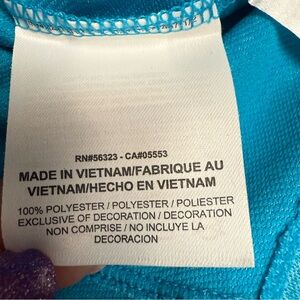 RN#56323 - CA#05553
MADE IN VIETNAM/FABRIQUE AU
VIETNAM/HECHO EN VIETNAM
100% POLYESTER / POLYESTER / POLIESTER
EXCLUSIVE OF DECORATION / DECORATION
NON COMPRISE / NO INCLUYE LA
DECORACION